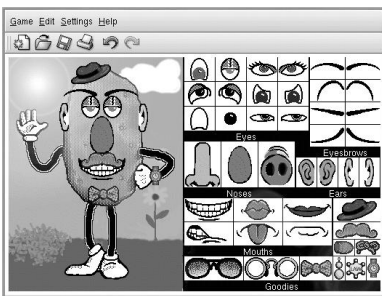 Game Edit Settings Help
Eyes
Eyesbrows
Noses
Ears
Mouths
Goodies